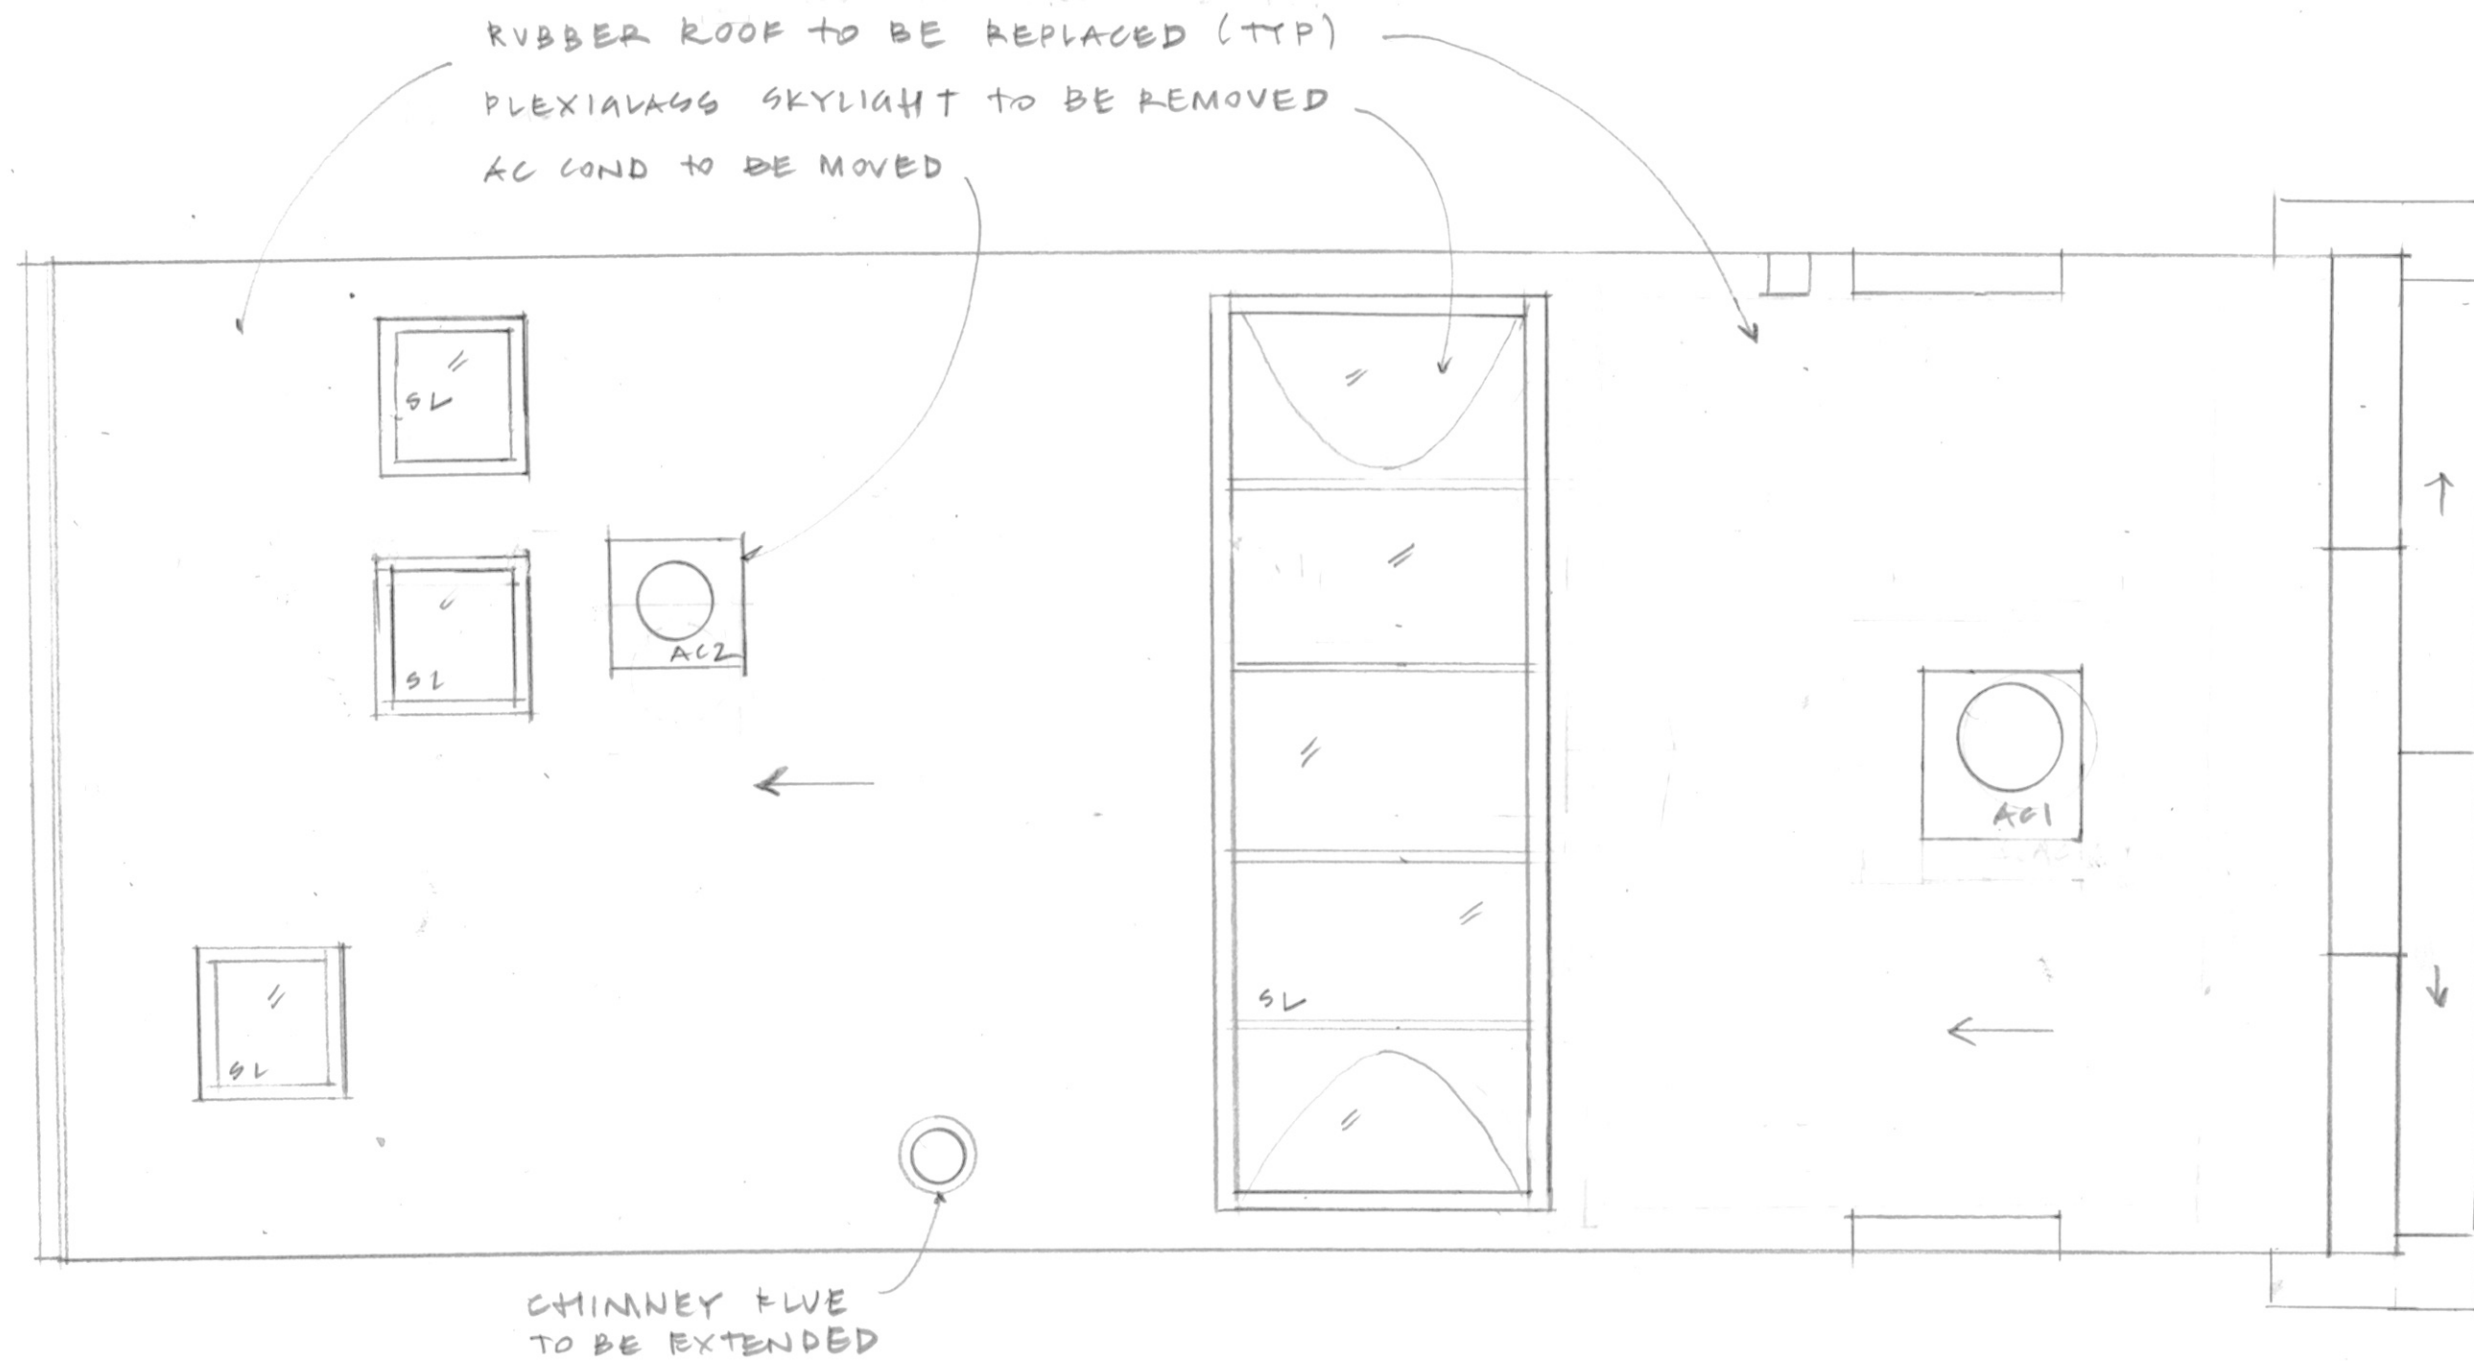 RUBBER ROOF TO BE REPLACED (TYP)
PLEXIGLASS SKYLIGHT TO BE REMOVED
AC COND TO BE MOVED
SL
SL
AC2
AC1
SL
SL
CHIMNEY FLUE
TO BE EXTENDED